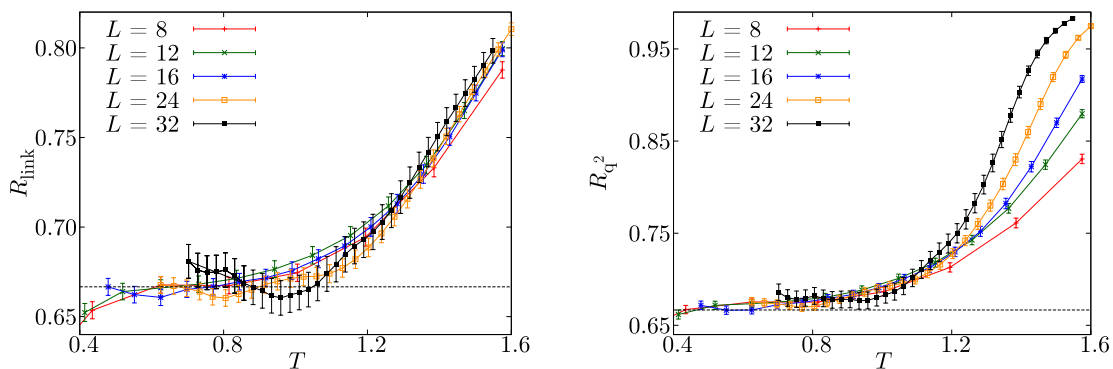 L = 8
L = 12
L = 16
L = 24
L = 32
0.80
0.75
0.70
0.65
R_link
0.4
0.8
1.2
1.6
T
L = 8
L = 12
L = 16
L = 24
L = 32
0.95
0.85
0.75
0.65
R_q²
0.4
0.8
1.2
1.6
T